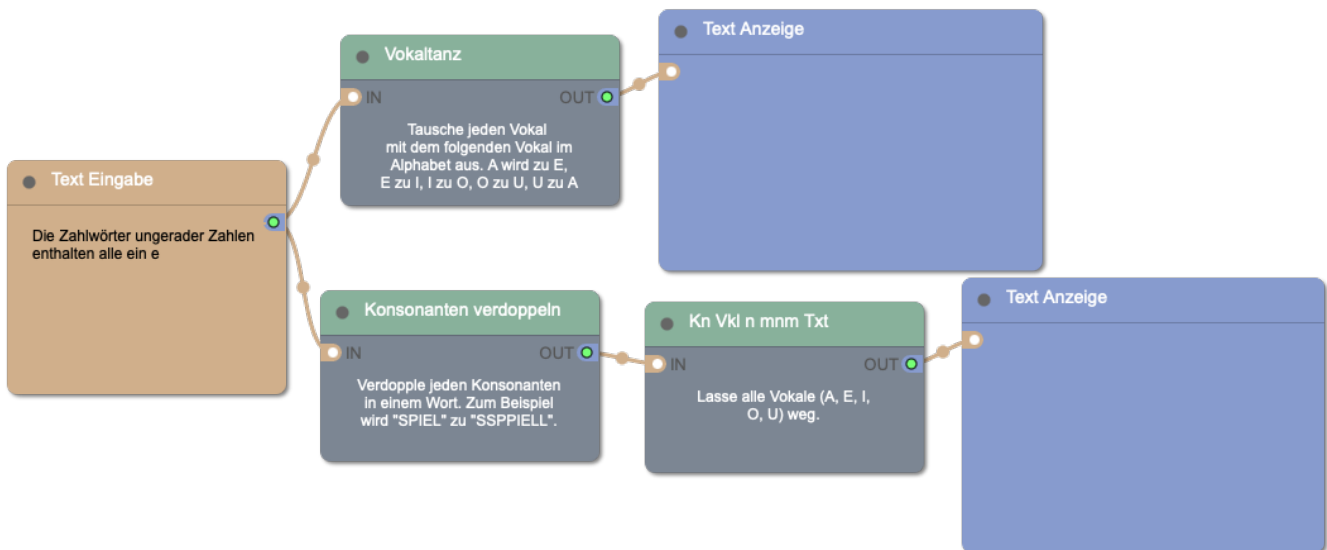 Text Eingabe
Die Zahlwörter ungerader Zahlen
enthalten alle ein e
Vokaltanz
IN
OUT
Tausche jeden Vokal
mit dem folgenden Vokal im
Alphabet aus. A wird zu E,
E zu I, I zu O, O zu U, U zu A
Text Anzeige
Konsonanten verdoppeln
IN
OUT
Verdopple jeden Konsonanten
in einem Wort. Zum Beispiel
wird "SPIEL" zu "SSPPIELL".
Kn Vkl n mnm Txt
IN
OUT
Lasse alle Vokale (A, E, I,
O, U) weg.
Text Anzeige